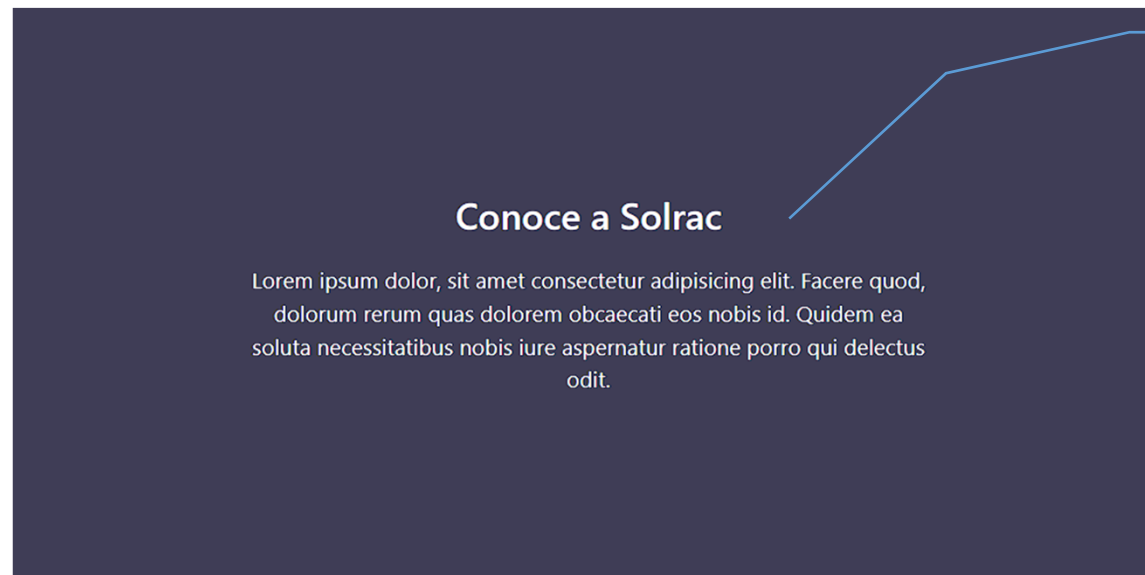 Conoce a Solrac
Lorem ipsum dolor, sit amet consectetur adipisicing elit. Facere quod,
dolorum rerum quas dolorem obcaecati eos nobis id. Quidem ea
soluta necessitatibus nobis iure aspernatur ratione porro qui delectus
odit.